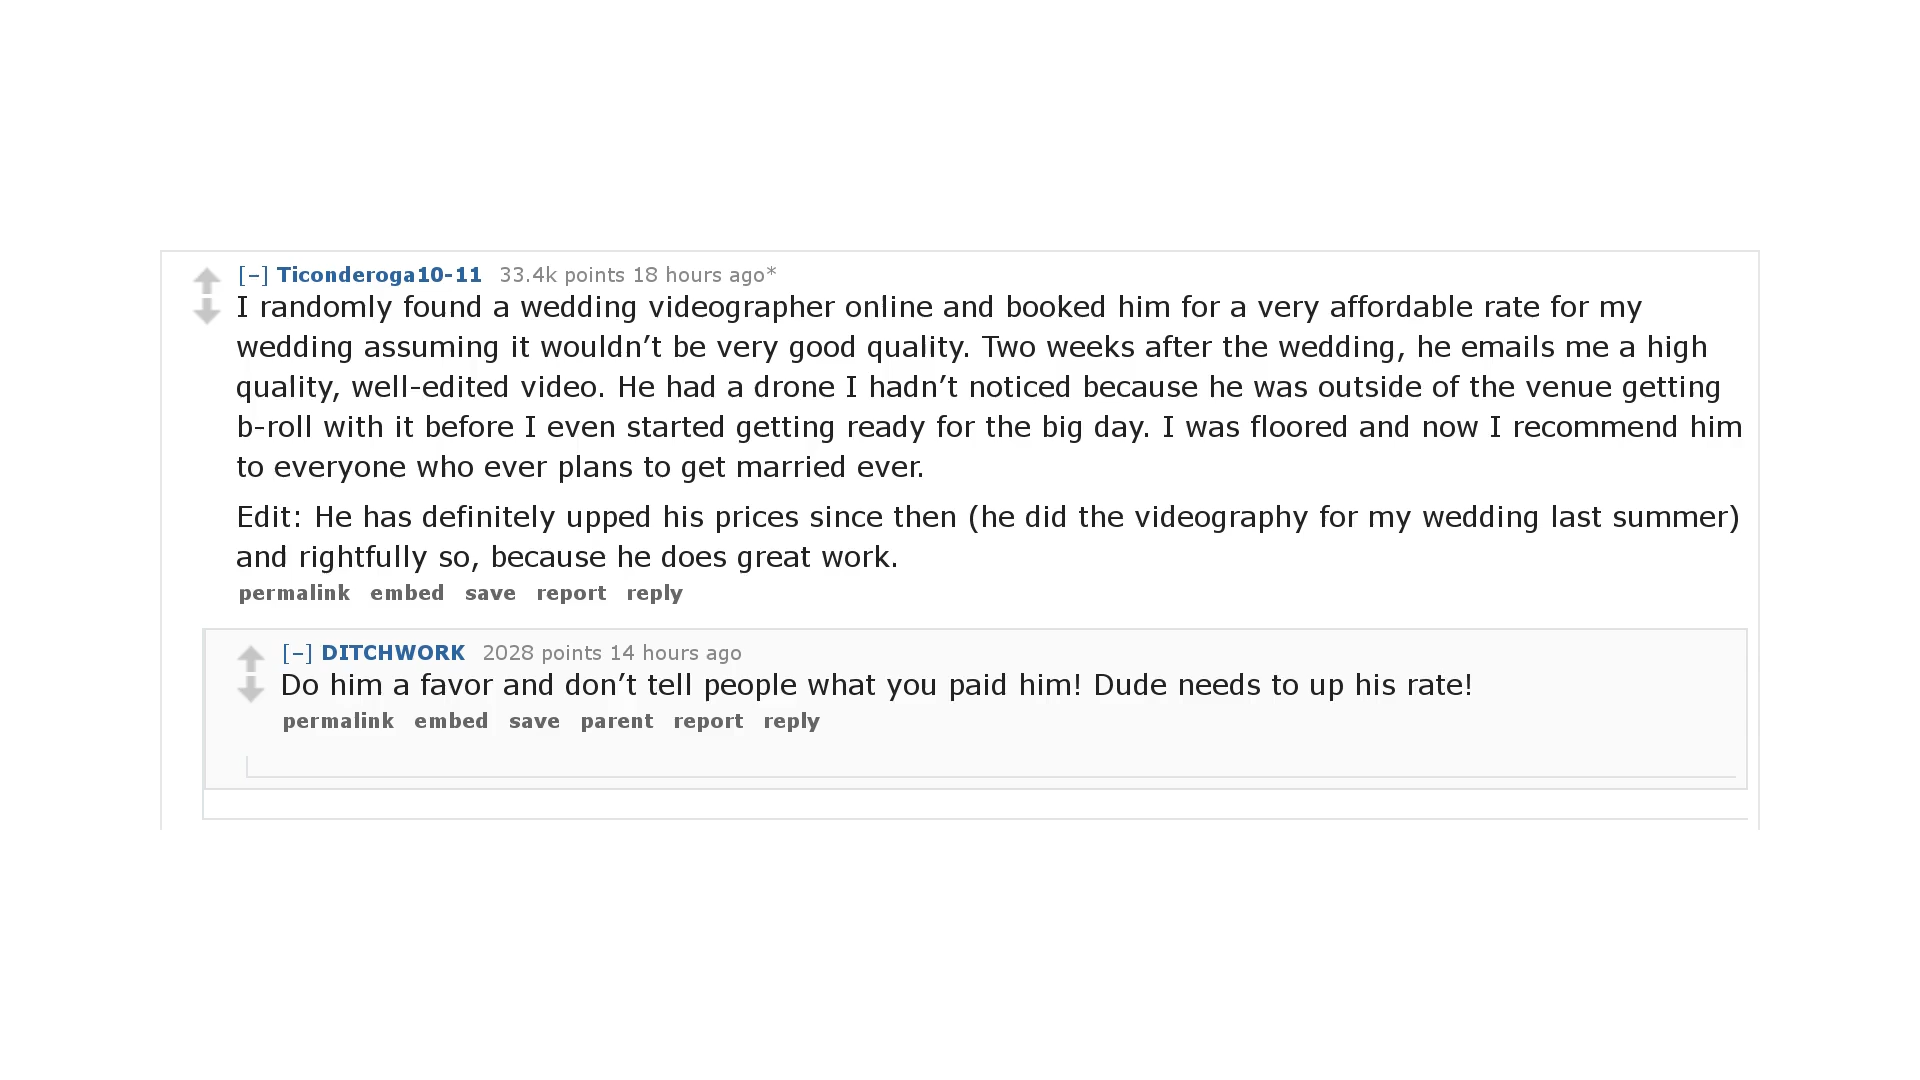 [–] Ticonderoga10-11 33.4k points 18 hours ago*
I randomly found a wedding videographer online and booked him for a very affordable rate for my
wedding assuming it wouldn’t be very good quality. Two weeks after the wedding, he emails me a high
quality, well-edited video. He had a drone I hadn’t noticed because he was outside of the venue getting
b-roll with it before I even started getting ready for the big day. I was floored and now I recommend him
to everyone who ever plans to get married ever.
Edit: He has definitely upped his prices since then (he did the videography for my wedding last summer)
and rightfully so, because he does great work.
permalink embed save report reply
[–] DITCHWORK 2028 points 14 hours ago
Do him a favor and don’t tell people what you paid him! Dude needs to up his rate!
permalink embed save parent report reply